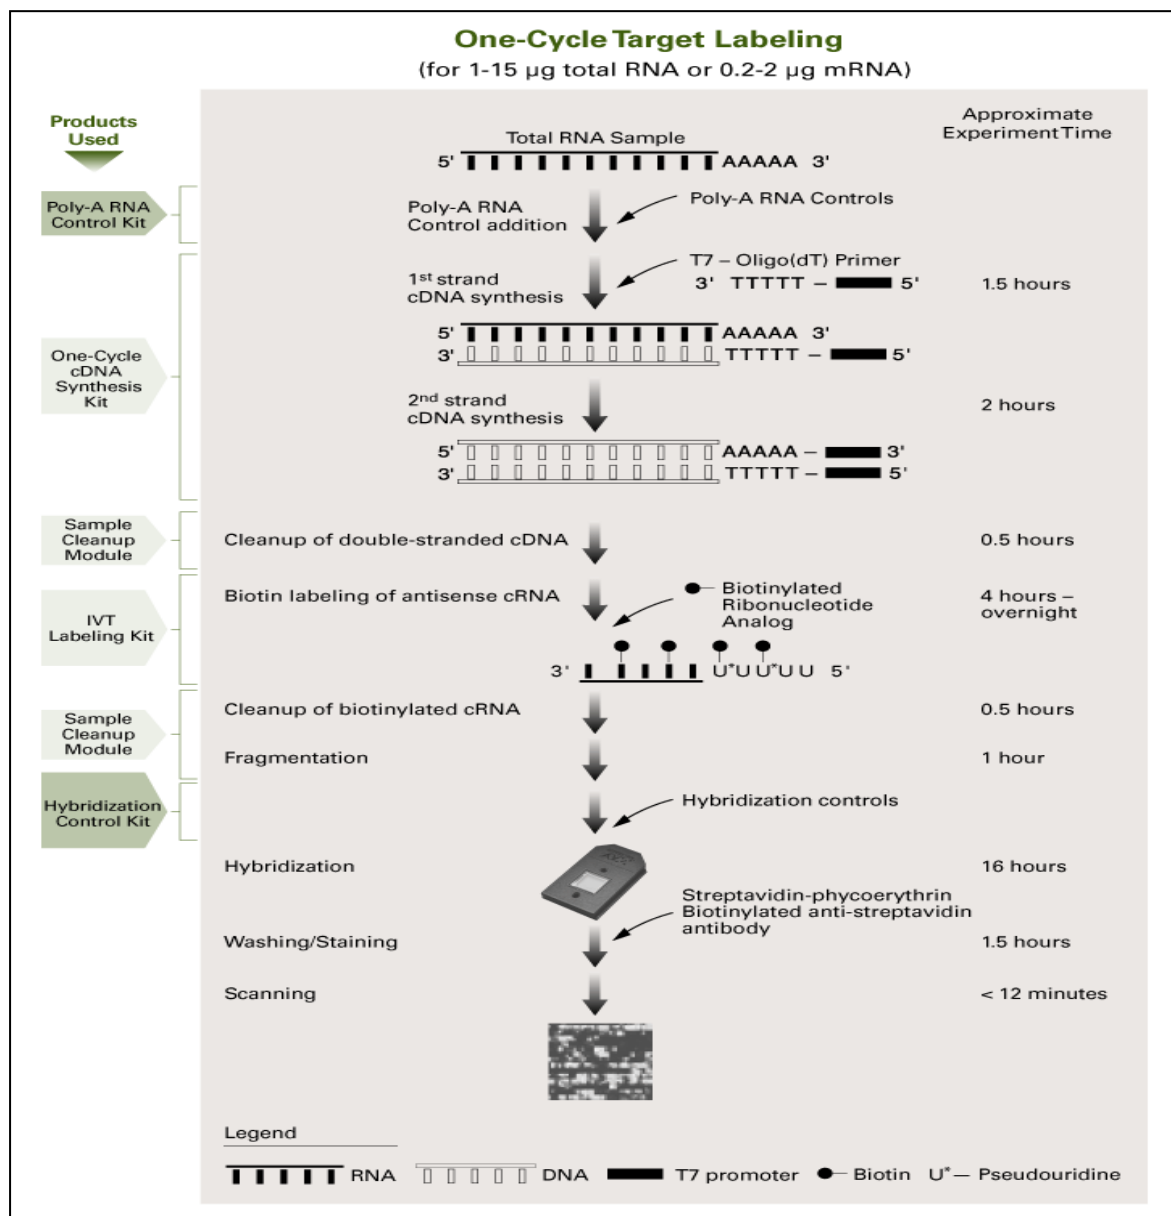 One-Cycle Target Labeling
(for 1-15 µg total RNA or 0.2-2 µg mRNA)
Products
Used
Approximate
Experiment Time
Total RNA Sample
5' AAAAA 3'
Poly-A RNA
Control Kit
Poly-A RNA
Control addition
Poly-A RNA Controls
T7 – Oligo(dT) Primer
3' TTTTT – 5'
1st strand
cDNA synthesis
1.5 hours
5' AAAAA 3'
3' TTTTT – 5'
One-Cycle
cDNA
Synthesis
Kit
2nd strand
cDNA synthesis
2 hours
5' AAAAA – 3'
3' TTTTT – 5'
Sample
Cleanup
Module
Cleanup of double-stranded cDNA
0.5 hours
IVT
Labeling Kit
Biotin labeling of antisense cRNA
Biotinylated
Ribonucleotide
Analog
4 hours –
overnight
3' U*UU*UU 5'
Sample
Cleanup
Module
Cleanup of biotinylated cRNA
0.5 hours
Fragmentation
1 hour
Hybridization
Control Kit
Hybridization controls
Hybridization
16 hours
Streptavidin-phycoerythrin
Biotinylated anti-streptavidin
antibody
Washing/Staining
1.5 hours
Scanning
< 12 minutes
Legend
RNA DNA T7 promoter Biotin U* – Pseudouridine